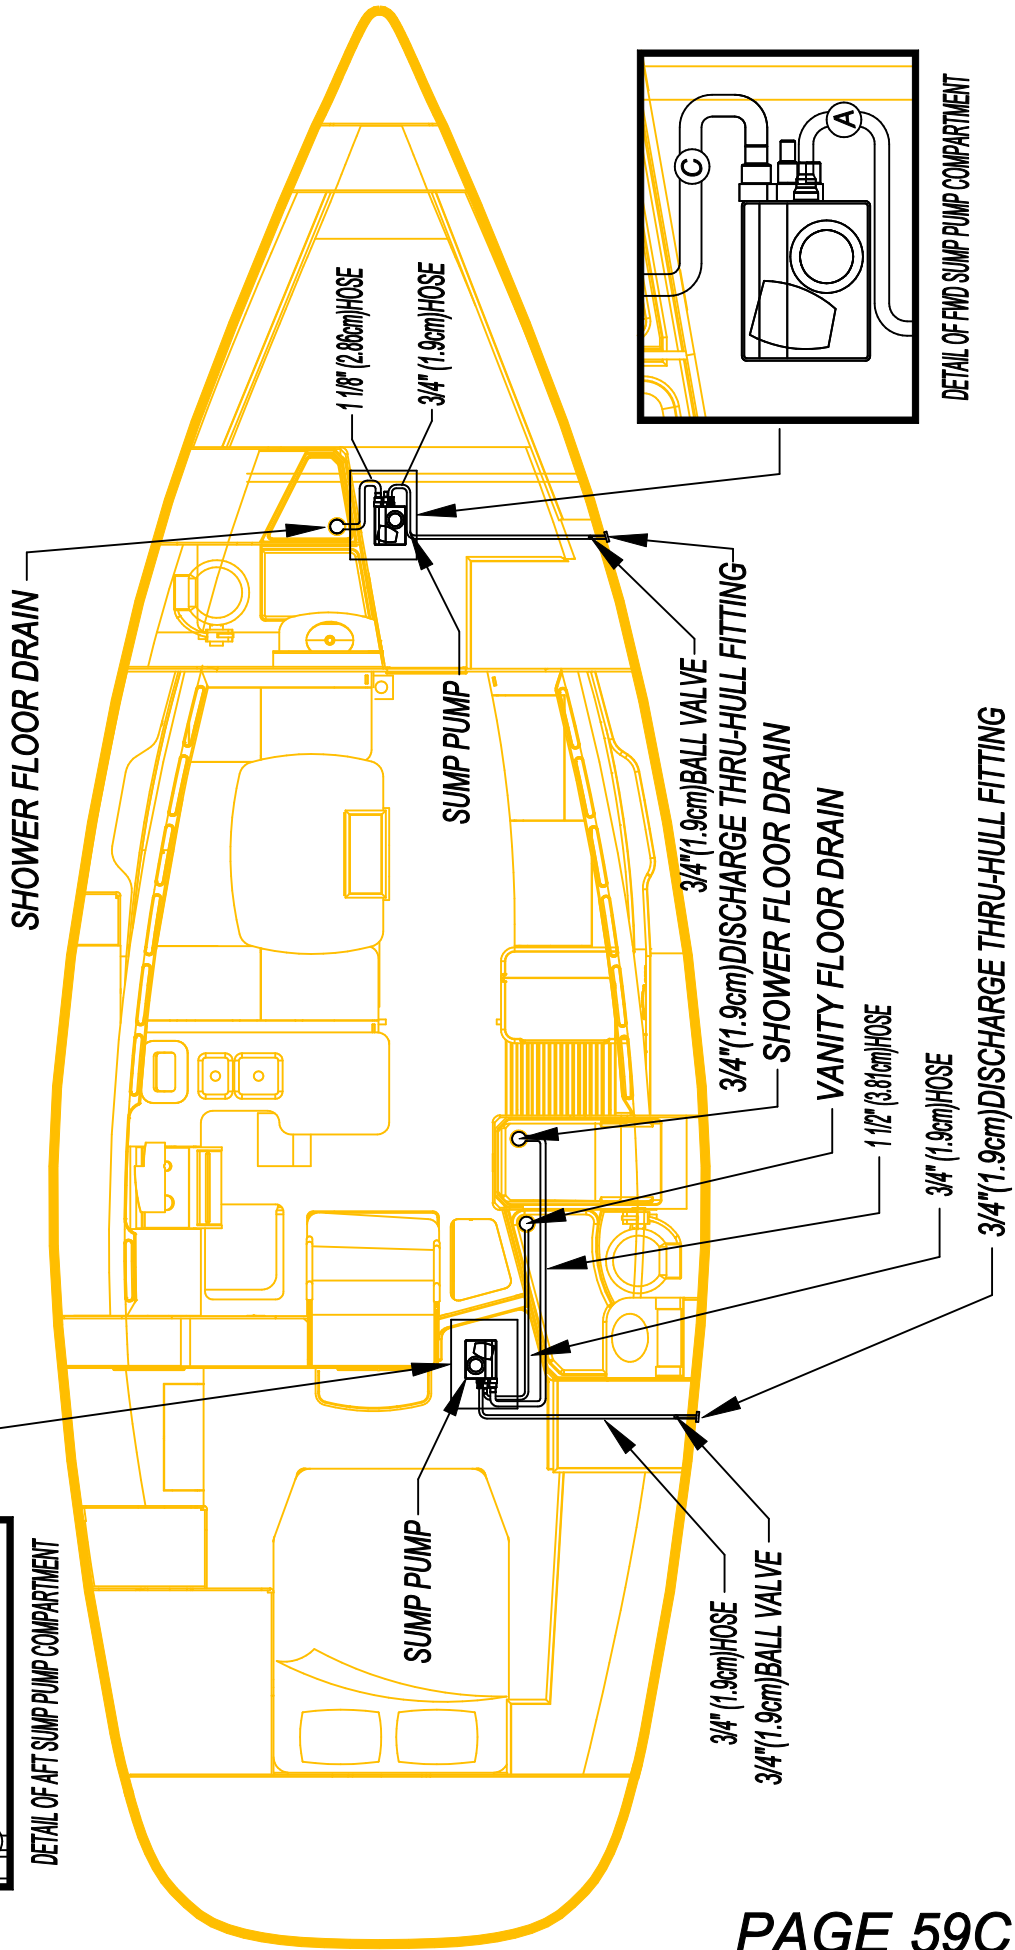 SHOWER FLOOR DRAIN
1 1/8" (2.86cm)HOSE
3/4" (1.9cm)HOSE
C
A
DETAIL OF FWD SUMP PUMP COMPARTMENT
SUMP PUMP
3/4"(1.9cm)BALL VALVE
3/4"(1.9cm)DISCHARGE THRU-HULL FITTING
SHOWER FLOOR DRAIN
VANITY FLOOR DRAIN
1 1/2" (3.81cm)HOSE
3/4" (1.9cm)HOSE
3/4"(1.9cm)DISCHARGE THRU-HULL FITTING
SUMP PUMP
3/4" (1.9cm)HOSE
3/4"(1.9cm)BALL VALVE
DETAIL OF AFT SUMP PUMP COMPARTMENT
PAGE 59C